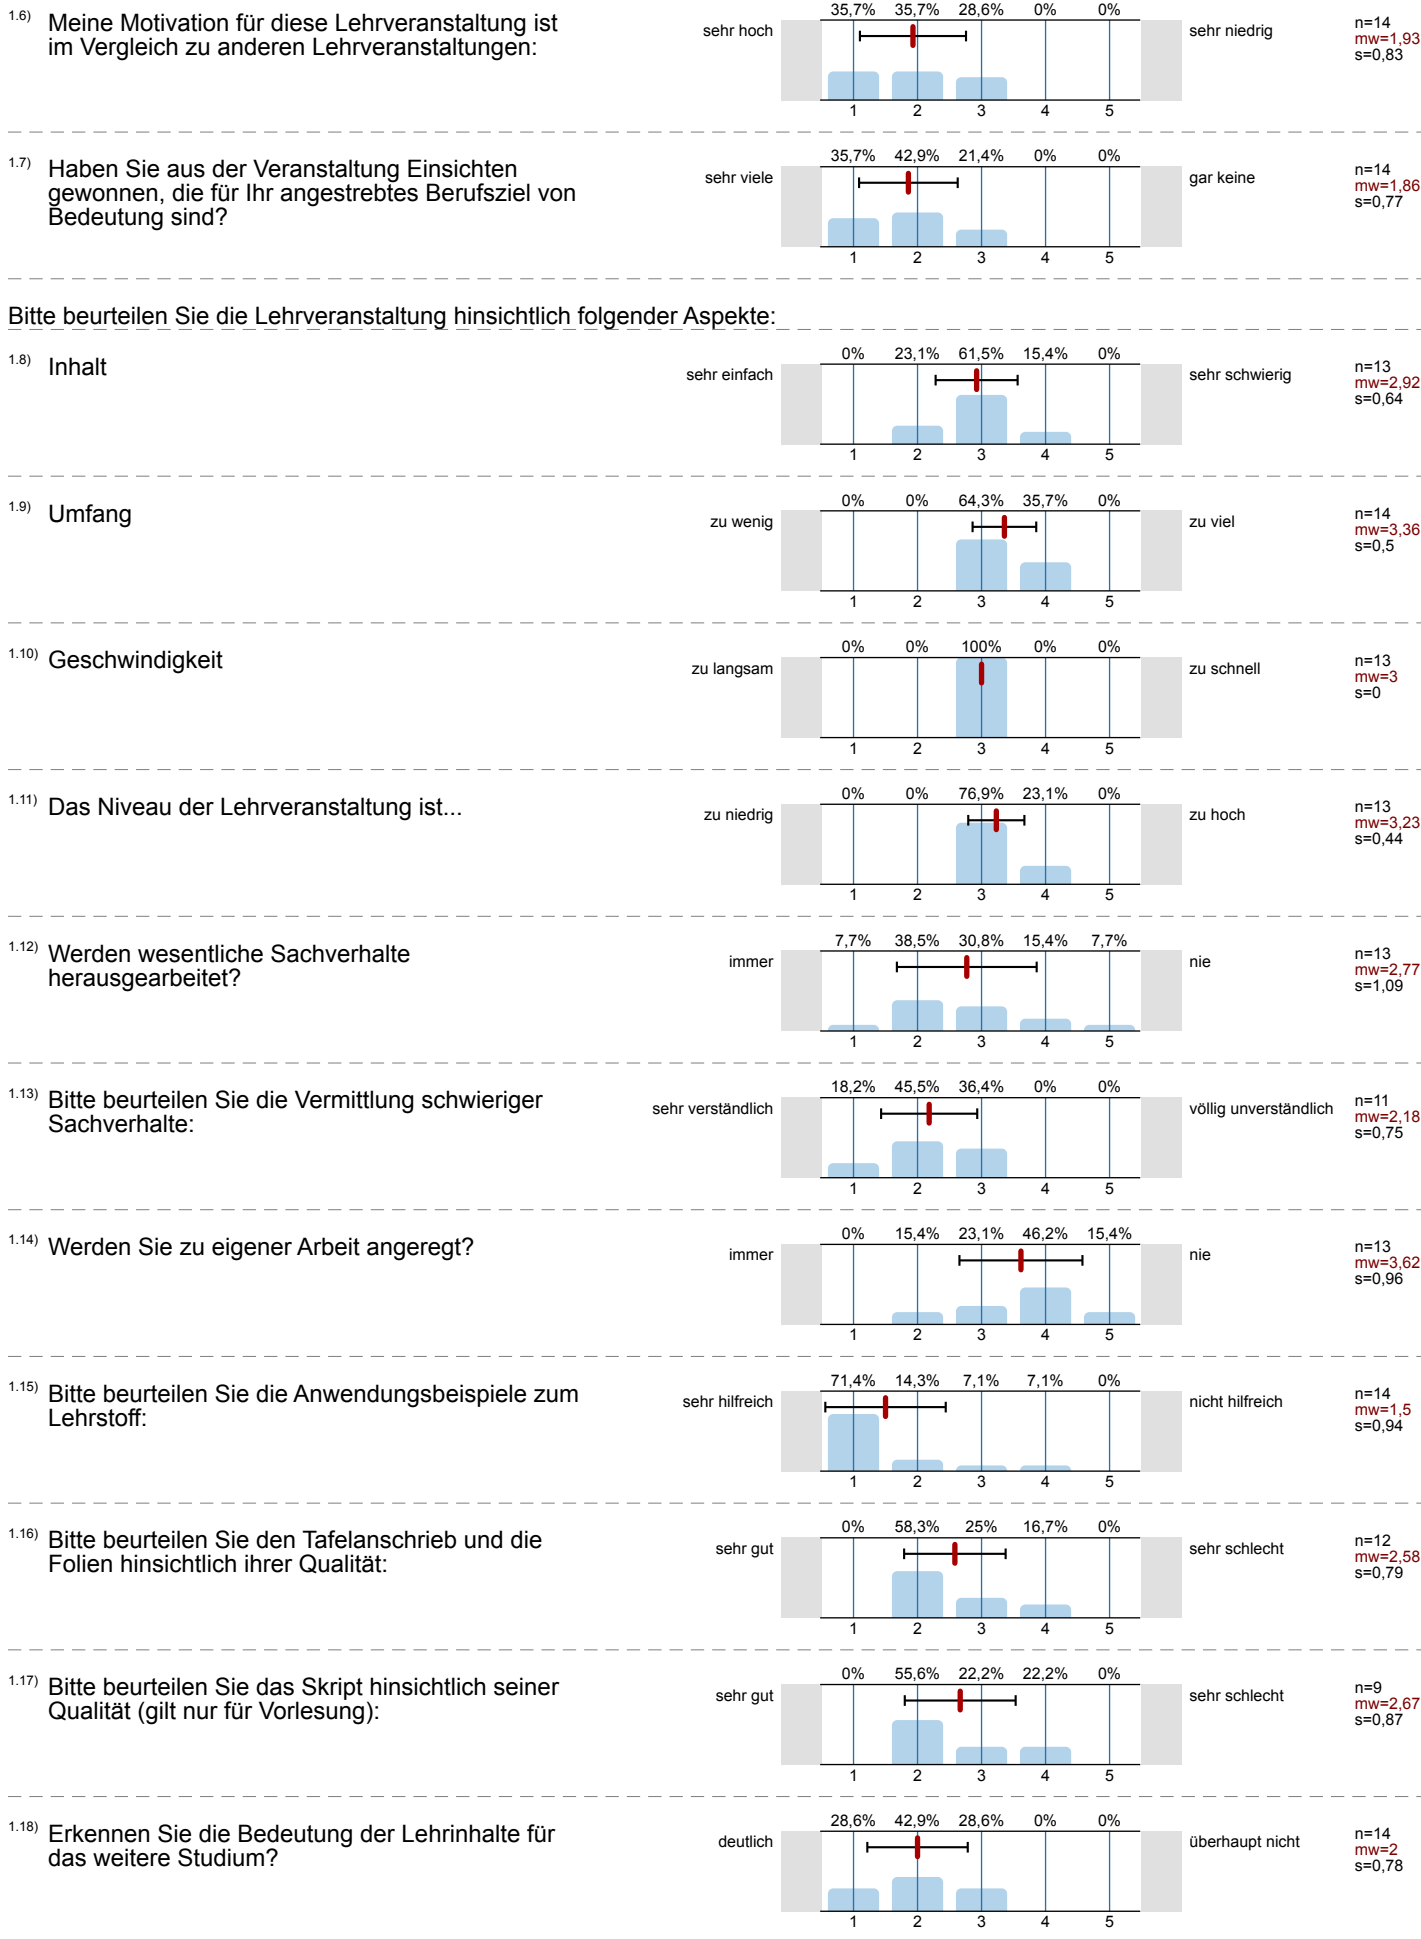 35,7% 35,7% 28,6% 0% 0%
1.6) Meine Motivation für diese Lehrveranstaltung ist
im Vergleich zu anderen Lehrveranstaltungen:
sehr hoch sehr niedrig
n=14
mw=1,93
s=0,83
1 2 3 4 5
35,7% 42,9% 21,4% 0% 0%
1.7) Haben Sie aus der Veranstaltung Einsichten
gewonnen, die für Ihr angestrebtes Berufsziel von
Bedeutung sind?
sehr viele gar keine
n=14
mw=1,86
s=0,77
1 2 3 4 5
Bitte beurteilen Sie die Lehrveranstaltung hinsichtlich folgender Aspekte:
0% 23,1% 61,5% 15,4% 0%
1.8) Inhalt
sehr einfach sehr schwierig
n=13
mw=2,92
s=0,64
1 2 3 4 5
0% 0% 64,3% 35,7% 0%
1.9) Umfang
zu wenig zu viel
n=14
mw=3,36
s=0,5
1 2 3 4 5
0% 0% 100% 0% 0%
1.10) Geschwindigkeit
zu langsam zu schnell
n=13
mw=3
s=0
1 2 3 4 5
0% 0% 76,9% 23,1% 0%
1.11) Das Niveau der Lehrveranstaltung ist...
zu niedrig zu hoch
n=13
mw=3,23
s=0,44
1 2 3 4 5
7,7% 38,5% 30,8% 15,4% 7,7%
1.12) Werden wesentliche Sachverhalte
herausgearbeitet?
immer nie
n=13
mw=2,77
s=1,09
1 2 3 4 5
18,2% 45,5% 36,4% 0% 0%
1.13) Bitte beurteilen Sie die Vermittlung schwieriger
Sachverhalte:
sehr verständlich völlig unverständlich
n=11
mw=2,18
s=0,75
1 2 3 4 5
0% 15,4% 23,1% 46,2% 15,4%
1.14) Werden Sie zu eigener Arbeit angeregt?
immer nie
n=13
mw=3,62
s=0,96
1 2 3 4 5
71,4% 14,3% 7,1% 7,1% 0%
1.15) Bitte beurteilen Sie die Anwendungsbeispiele zum
Lehrstoff:
sehr hilfreich nicht hilfreich
n=14
mw=1,5
s=0,94
1 2 3 4 5
0% 58,3% 25% 16,7% 0%
1.16) Bitte beurteilen Sie den Tafelanschrieb und die
Folien hinsichtlich ihrer Qualität:
sehr gut sehr schlecht
n=12
mw=2,58
s=0,79
1 2 3 4 5
0% 55,6% 22,2% 22,2% 0%
1.17) Bitte beurteilen Sie das Skript hinsichtlich seiner
Qualität (gilt nur für Vorlesung):
sehr gut sehr schlecht
n=9
mw=2,67
s=0,87
1 2 3 4 5
28,6% 42,9% 28,6% 0% 0%
1.18) Erkennen Sie die Bedeutung der Lehrinhalte für
das weitere Studium?
deutlich überhaupt nicht
n=14
mw=2
s=0,78
1 2 3 4 5